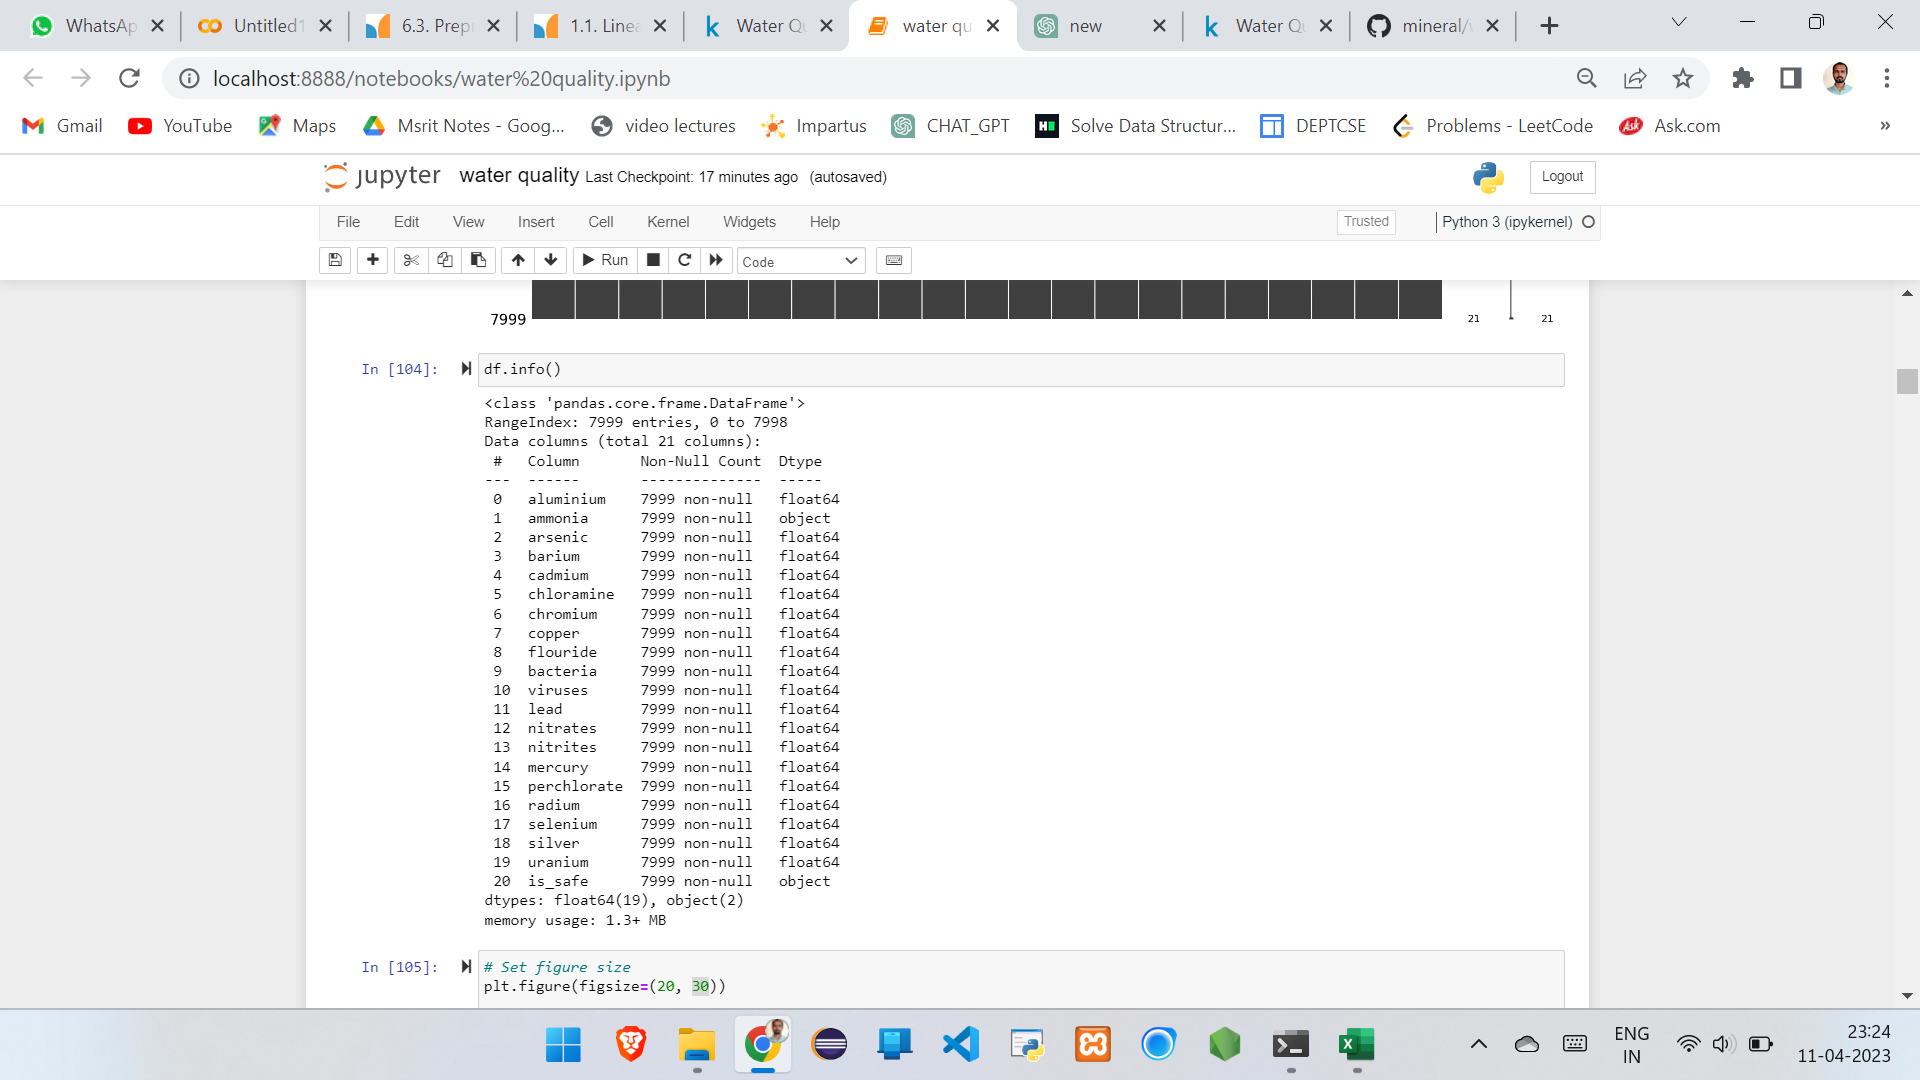 WhatsAp
Untitled1
6.3. Prepr
1.1. Linea
Water Qu
water qu
new
Water Qu
mineral/w
localhost:8888/notebooks/water%20quality.ipynb
Gmail
YouTube
Maps
Msrit Notes - Goog...
video lectures
Impartus
CHAT_GPT
Solve Data Structur...
DEPTCSE
Problems - LeetCode
Ask
Ask.com
»
jupyter water quality Last Checkpoint: 17 minutes ago (autosaved)
Logout
File Edit View Insert Cell Kernel Widgets Help
Trusted
Python 3 (ipykernel)
Run
Code
7999
21
21
In [104]:
df.info()
<class 'pandas.core.frame.DataFrame'>
RangeIndex: 7999 entries, 0 to 7998
Data columns (total 21 columns):
# Column Non-Null Count Dtype
--- ------ -------------- -----
0 aluminium 7999 non-null float64
1 ammonia 7999 non-null object
2 arsenic 7999 non-null float64
3 barium 7999 non-null float64
4 cadmium 7999 non-null float64
5 chloramine 7999 non-null float64
6 chromium 7999 non-null float64
7 copper 7999 non-null float64
8 flouride 7999 non-null float64
9 bacteria 7999 non-null float64
10 viruses 7999 non-null float64
11 lead 7999 non-null float64
12 nitrates 7999 non-null float64
13 nitrites 7999 non-null float64
14 mercury 7999 non-null float64
15 perchlorate 7999 non-null float64
16 radium 7999 non-null float64
17 selenium 7999 non-null float64
18 silver 7999 non-null float64
19 uranium 7999 non-null float64
20 is_safe 7999 non-null object
dtypes: float64(19), object(2)
memory usage: 1.3+ MB
In [105]:
# Set figure size
plt.figure(figsize=(20, 30))
ENG
IN
23:24
11-04-2023